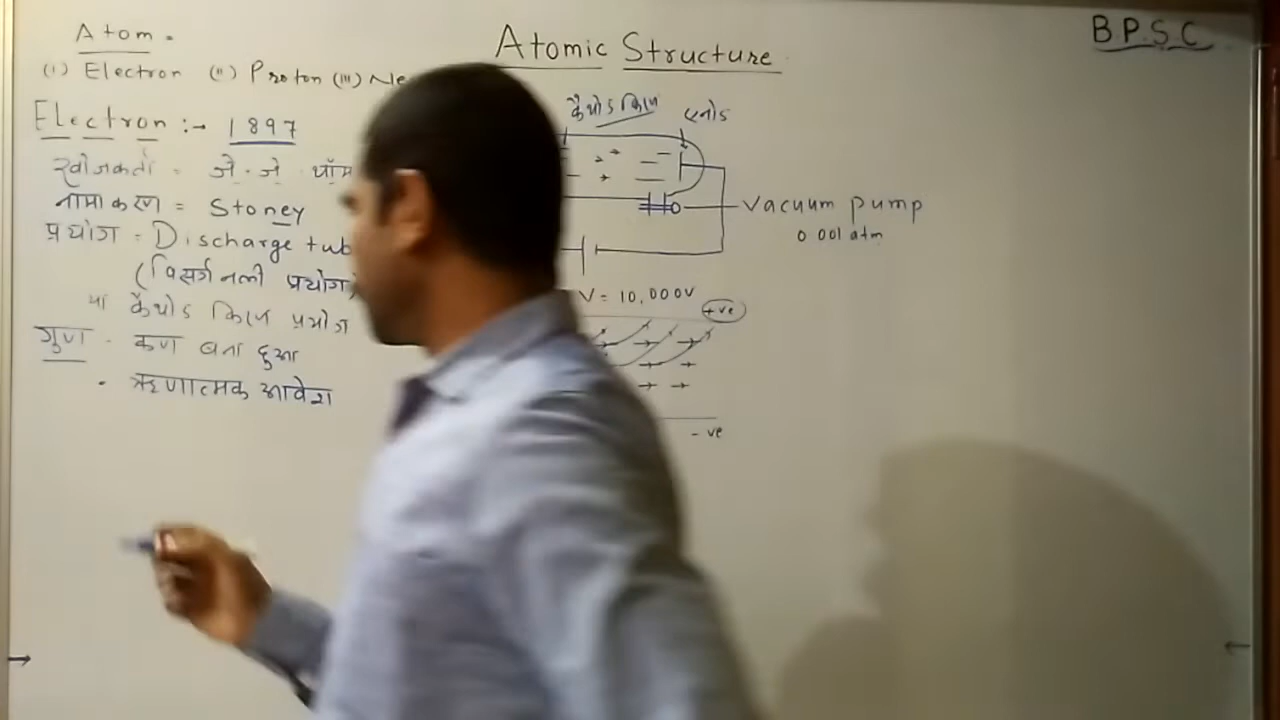 Atom
Atomic Structure
B.P.S.C
(i) Electron (ii) Proton (iii) Ne
Electron :→ 1897
खोजकर्ता = जे. जे. थॉम
नामाकरण = Stoney
प्रयोग = Discharge tub
(विसर्ग नली प्रयोग)
या कैथोड किरण प्रयोग
गुण · कण बना हुआ
· ऋणात्मक आवेश
कैथोड किरण
एनोड
Vacuum pump
0.001 atm
V = 10,000V
+ve
- ve